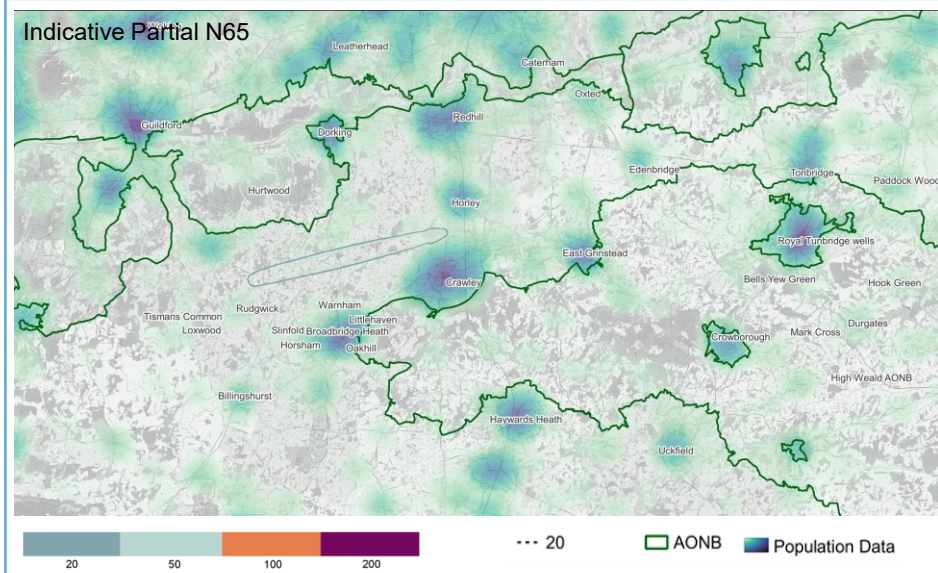 Indicative Partial N65
Leatherhead
Caterham
Oxted
Guildford
Redhill
Dorking
Edenbridge
Tonbridge
Paddock Wood
Hurtwood
Horley
Royal Tunbridge wells
East Grinstead
Crawley
Bells Yew Green
Hook Green
Rudgwick
Warnham
Tismans Common
Littlehaven
Loxwood
Slinfold
Broadbridge Heath
Durgates
Mark Cross
Crowborough
Horsham
Oakhill
High Weald AONB
Billingshurst
Haywards Heath
Uckfield
20 50 100 200
20
AONB
Population Data